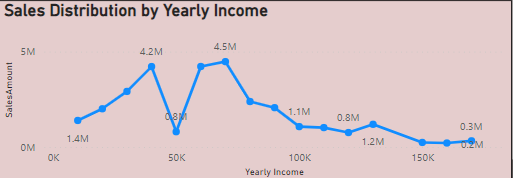 Sales Distribution by Yearly Income
5M
4.2M
4.5M
SalesAmount
0.8M
1.1M
0.8M
0.3M
1.4M
1.2M
0.2M
0M
0K
50K
100K
150K
Yearly Income